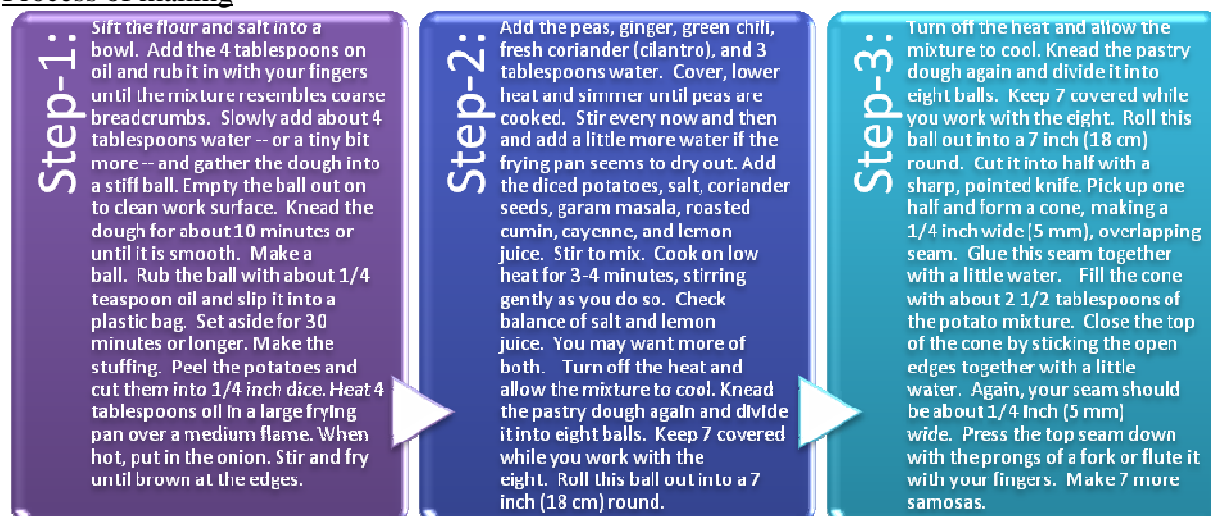 Process of making
Step-1:
Sift the flour and salt into a
bowl. Add the 4 tablespoons on
oil and rub it in with your fingers
until the mixture resembles coarse
breadcrumbs. Slowly add about 4
tablespoons water -- or a tiny bit
more -- and gather the dough into
a stiff ball. Empty the ball out on
to clean work surface. Knead the
dough for about 10 minutes or
until it is smooth. Make a
ball. Rub the ball with about 1/4
teaspoon oil and slip it into a
plastic bag. Set aside for 30
minutes or longer. Make the
stuffing. Peel the potatoes and
cut them into 1/4 inch dice. Heat 4
tablespoons oil in a large frying
pan over a medium flame. When
hot, put in the onion. Stir and fry
until brown at the edges.
Step-2:
Add the peas, ginger, green chili,
fresh coriander (cilantro), and 3
tablespoons water. Cover, lower
heat and simmer until peas are
cooked. Stir every now and then
and add a little more water if the
frying pan seems to dry out. Add
the diced potatoes, salt, coriander
seeds, garam masala, roasted
cumin, cayenne, and lemon
juice. Stir to mix. Cook on low
heat for 3-4 minutes, stirring
gently as you do so. Check
balance of salt and lemon
juice. You may want more of
both. Turn off the heat and
allow the mixture to cool. Knead
the pastry dough again and divide
it into eight balls. Keep 7 covered
while you work with the
eight. Roll this ball out into a 7
inch (18 cm) round.
Step-3:
Turn off the heat and allow the
mixture to cool. Knead the pastry
dough again and divide it into
eight balls. Keep 7 covered while
you work with the eight. Roll this
ball out into a 7 inch (18 cm)
round. Cut it into half with a
sharp, pointed knife. Pick up one
half and form a cone, making a
1/4 inch wide (5 mm), overlapping
seam. Glue this seam together
with a little water. Fill the cone
with about 2 1/2 tablespoons of
the potato mixture. Close the top
of the cone by sticking the open
edges together with a little
water. Again, your seam should
be about 1/4 inch (5 mm)
wide. Press the top seam down
with the prongs of a fork or flute it
with your fingers. Make 7 more
samosas.